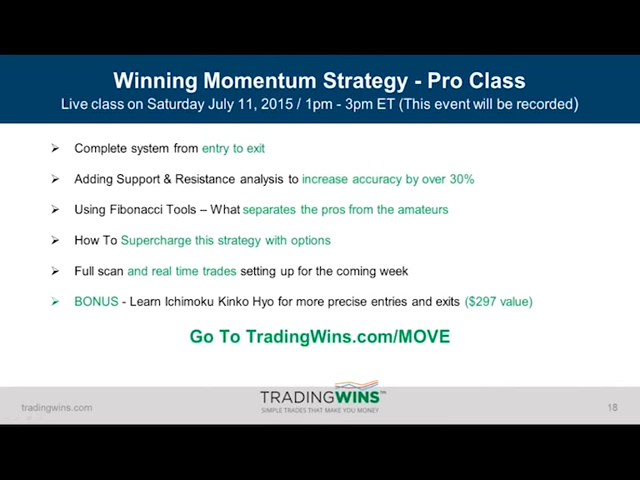 Winning Momentum Strategy - Pro Class
Live class on Saturday July 11, 2015 / 1pm - 3pm ET (This event will be recorded)
Complete system from entry to exit
Adding Support & Resistance analysis to increase accuracy by over 30%
Using Fibonacci Tools – What separates the pros from the amateurs
How To Supercharge this strategy with options
Full scan and real time trades setting up for the coming week
BONUS - Learn Ichimoku Kinko Hyo for more precise entries and exits ($297 value)
Go To TradingWins.com/MOVE
tradingwins.com
TRADINGWINS™
SIMPLE TRADES THAT MAKE YOU MONEY
18